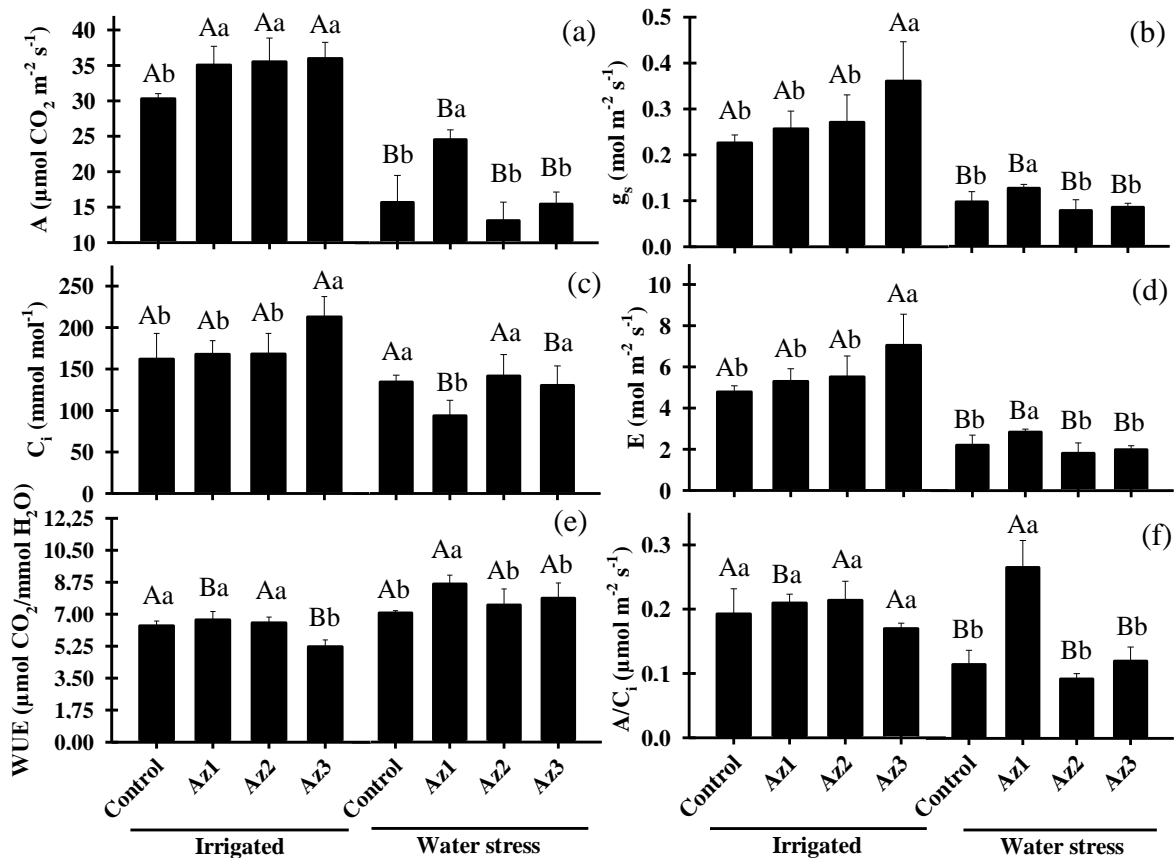 (a)
A (µmol CO₂ m⁻² s⁻¹)
40
35
30
25
20
15
10
Ab Aa Aa Aa Bb Ba Bb Bb
(b)
gₛ (mol m⁻² s⁻¹)
0.5
0.4
0.3
0.2
0.1
0.0
Ab Ab Ab Aa Bb Ba Bb Bb
(c)
Cᵢ (mmol mol⁻¹)
250
200
150
100
50
0
Ab Ab Ab Aa Aa Bb Aa Ba
(d)
E (mol m⁻² s⁻¹)
10
8
6
4
2
0
Ab Ab Ab Aa Bb Ba Bb Bb
(e)
WUE (µmol CO₂/mmol H₂O)
12,25
10.50
8.75
7.00
5.25
3.50
1.75
0.00
Aa Ba Aa Bb Ab Aa Ab Ab
Control Az1 Az2 Az3 Control Az1 Az2 Az3
Irrigated Water stress
(f)
A/Cᵢ (µmol m⁻² s⁻¹)
0.3
0.2
0.1
0.0
Aa Ba Aa Aa Bb Aa Bb Bb
Control Az1 Az2 Az3 Control Az1 Az2 Az3
Irrigated Water stress